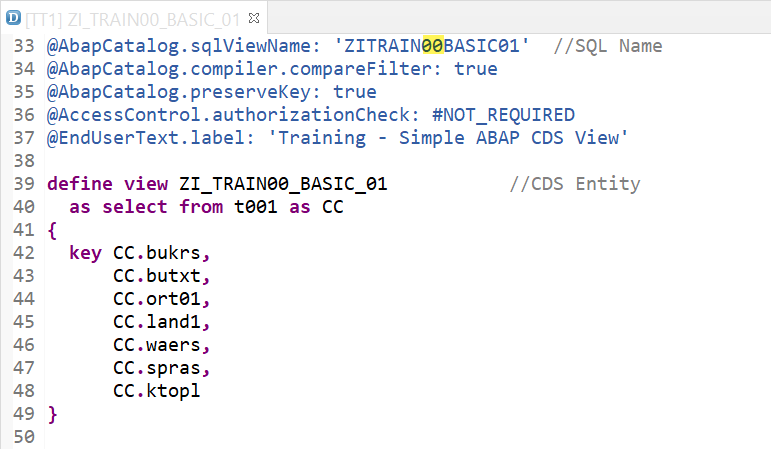 [TT1] ZI_TRAIN00_BASIC_01
33 @AbapCatalog.sqlViewName: 'ZITRAIN00BASIC01'  //SQL Name
34 @AbapCatalog.compiler.compareFilter: true
35 @AbapCatalog.preserveKey: true
36 @AccessControl.authorizationCheck: #NOT_REQUIRED
37 @EndUserText.label: 'Training - Simple ABAP CDS View'
38
39 define view ZI_TRAIN00_BASIC_01           //CDS Entity
40   as select from t001 as CC
41 {
42   key CC.bukrs,
43       CC.butxt,
44       CC.ort01,
45       CC.land1,
46       CC.waers,
47       CC.spras,
48       CC.ktopl
49 }
50